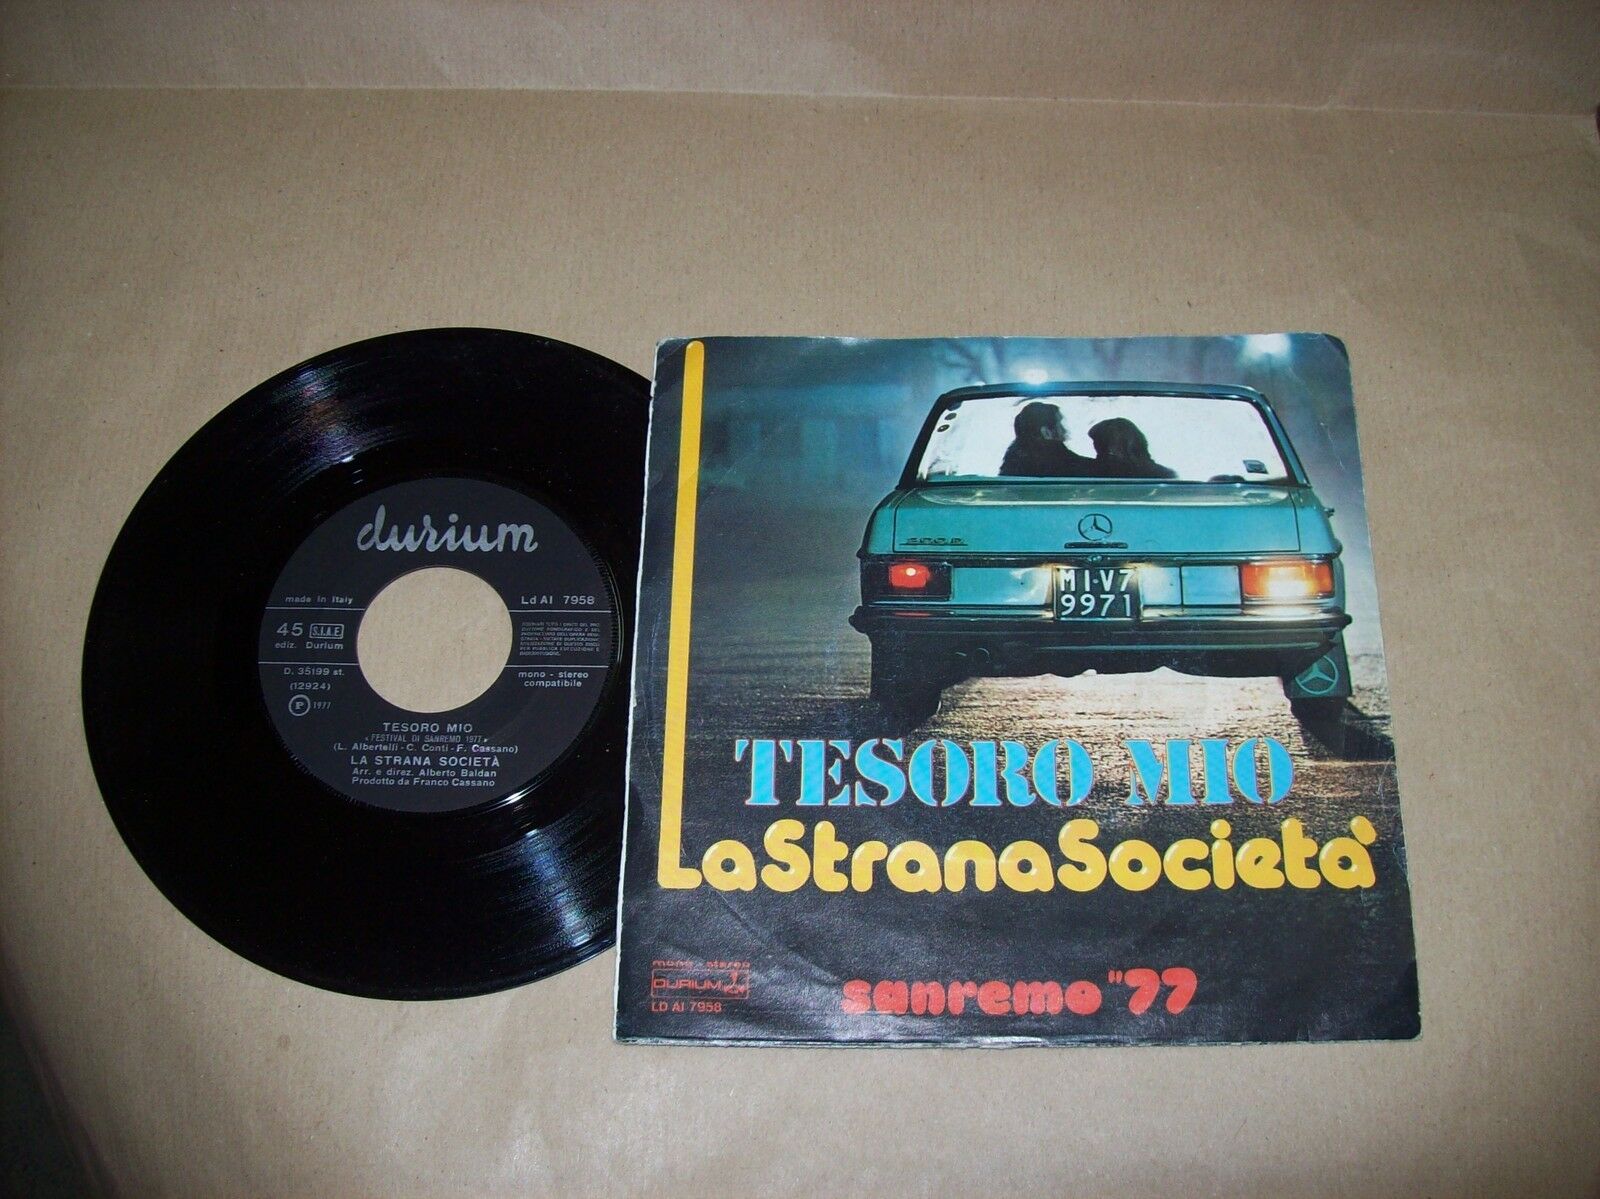 durium
made in Italy
Ld AI 7958
45 S.I.A.E.
ediz. Durium
D. 35199 st.
(12924)
P 1977
mono - stereo
compatibile
TESORO MIO
« FESTIVAL DI SANREMO 1977 »
(L. Albertelli - C. Conti - F. Cassano)
LA STRANA SOCIETÀ
Arr. e direz. Alberto Baldan
Prodotto da Franco Cassano
MI·V7
9971
TESORO MIO
LaStranaSocieta'
mono - stereo
DURIUM
LD AI 7958
sanremo "77